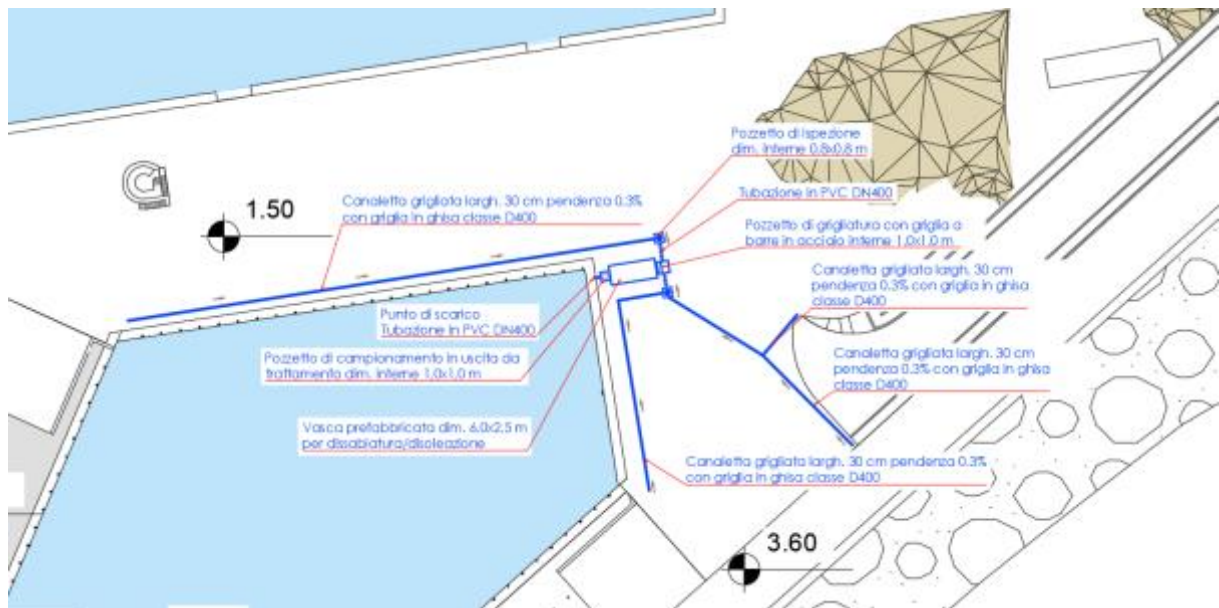 Pozzetto di ispezione
dim. interne 0.8x0.8 m
Tubazione in PVC DN400
Canaletta grigliata largh. 30 cm pendenza 0.3%
con griglia in ghisa classe D400
1.50
Pozzetto di grigliatura con griglia a
barre in acciaio interne 1.0x1.0 m
Canaletta grigliata largh. 30 cm
pendenza 0.3% con griglia in ghisa
classe D400
Punto di scarico
Tubazione in PVC DN400
Canaletta grigliata largh. 30 cm
pendenza 0.3% con griglia in ghisa
classe D400
Pozzetto di campionamento in uscita da
trattamento dim. interne 1.0x1.0 m
Vasca prefabbricata dim. 6.0x2.5 m
per dissabiatura/disoleazione
Canaletta grigliata largh. 30 cm pendenza 0.3%
con griglia in ghisa classe D400
3.60